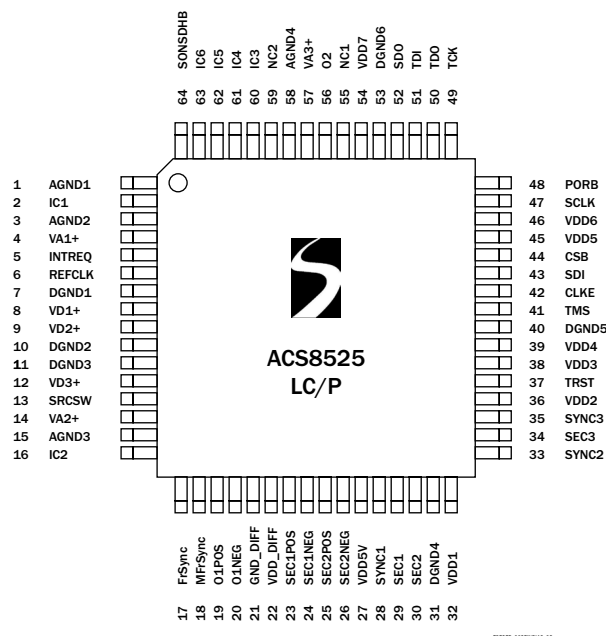 SONSDHB IC6 IC5 IC4 IC3 NC2 AGND4 VA3+ O2 NC1 VDD7 DGND6 SDO TDI TDO TCK
64 63 62 61 60 59 58 57 56 55 54 53 52 51 50 49
1 AGND1
2 IC1
3 AGND2
4 VA1+
5 INTREQ
6 REFCLK
7 DGND1
8 VD1+
9 VD2+
10 DGND2
11 DGND3
12 VD3+
13 SRCSW
14 VA2+
15 AGND3
16 IC2
ACS8525
LC/P
48 PORB
47 SCLK
46 VDD6
45 VDD5
44 CSB
43 SDI
42 CLKE
41 TMS
40 DGND5
39 VDD4
38 VDD3
37 TRST
36 VDD2
35 SYNC3
34 SEC3
33 SYNC2
FrSync MFrSync O1POS O1NEG GND_DIFF VDD_DIFF SEC1POS SEC1NEG SEC2POS SEC2NEG VDD5V SYNC1 SEC1 SEC2 DGND4 VDD1
17 18 19 20 21 22 23 24 25 26 27 28 29 30 31 32